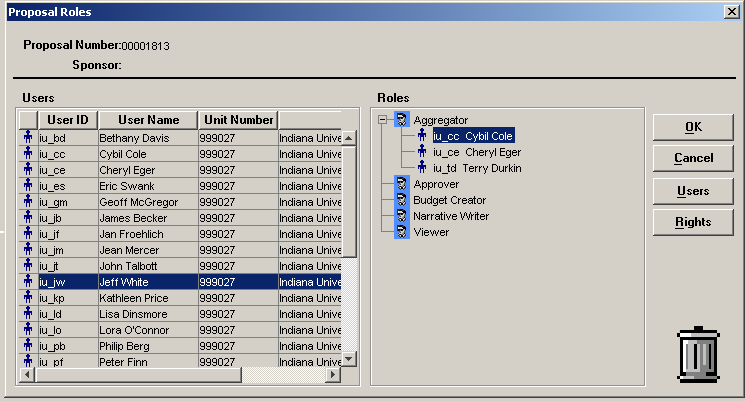 Proposal Roles
Proposal Number:00001813
Sponsor:
Users
User ID User Name Unit Number
iu_bd Bethany Davis 999027 Indiana Unive
iu_cc Cybil Cole 999027 Indiana Unive
iu_ce Cheryl Eger 999027 Indiana Unive
iu_es Eric Swank 999027 Indiana Unive
iu_gm Geoff McGregor 999027 Indiana Unive
iu_jb James Becker 999027 Indiana Unive
iu_jf Jan Froehlich 999027 Indiana Unive
iu_jm Jean Mercer 999027 Indiana Unive
iu_jt John Talbott 999027 Indiana Unive
iu_jw Jeff White 999027 Indiana Unive
iu_kp Kathleen Price 999027 Indiana Unive
iu_ld Lisa Dinsmore 999027 Indiana Unive
iu_lo Lora O'Connor 999027 Indiana Unive
iu_pb Philip Berg 999027 Indiana Unive
iu_pf Peter Finn 999027 Indiana Unive
Roles
Aggregator
iu_cc Cybil Cole
iu_ce Cheryl Eger
iu_td Terry Durkin
Approver
Budget Creator
Narrative Writer
Viewer
OK
Cancel
Users
Rights